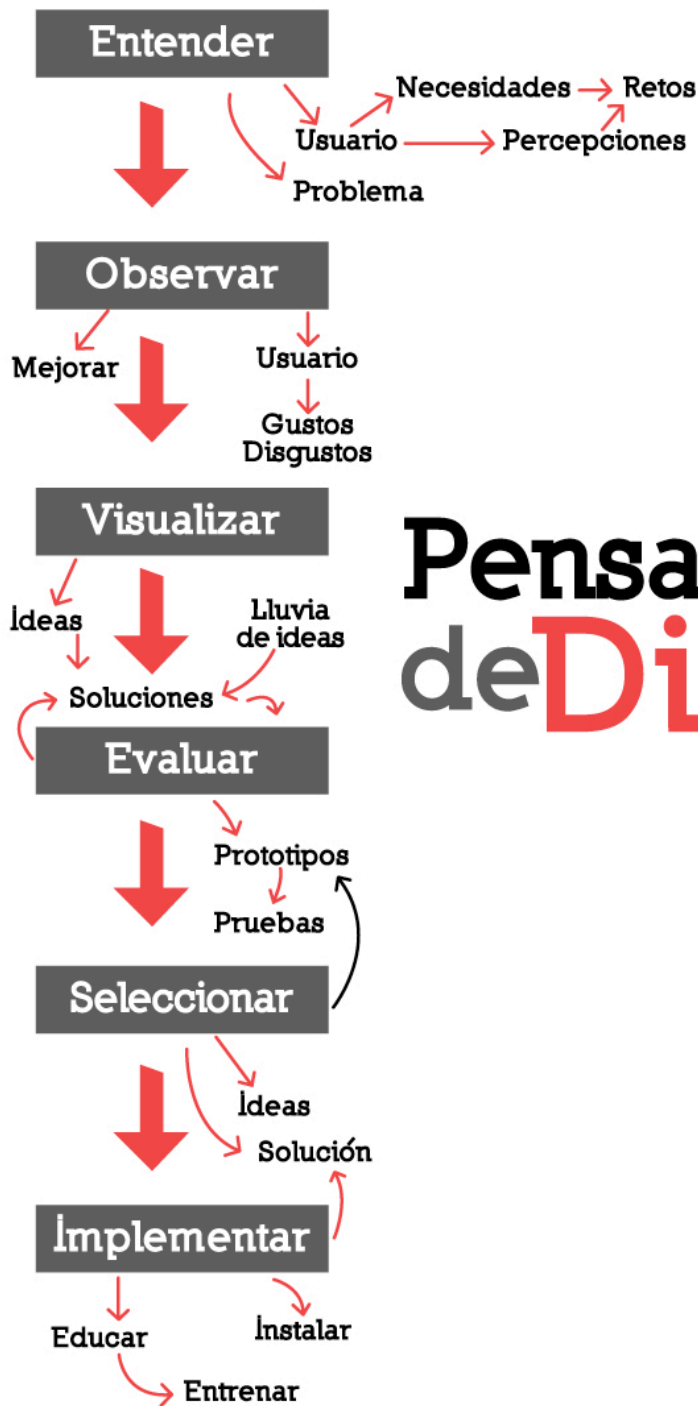 Entender
Necesidades
Retos
Usuario
Percepciones
Problema
Observar
Mejorar
Usuario
Gustos
Disgustos
Visualizar
Pensa
deDi
Ideas
Lluvia
de ideas
Soluciones
Evaluar
Prototipos
Pruebas
Seleccionar
Ideas
Solución
Implementar
Educar
Instalar
Entrenar